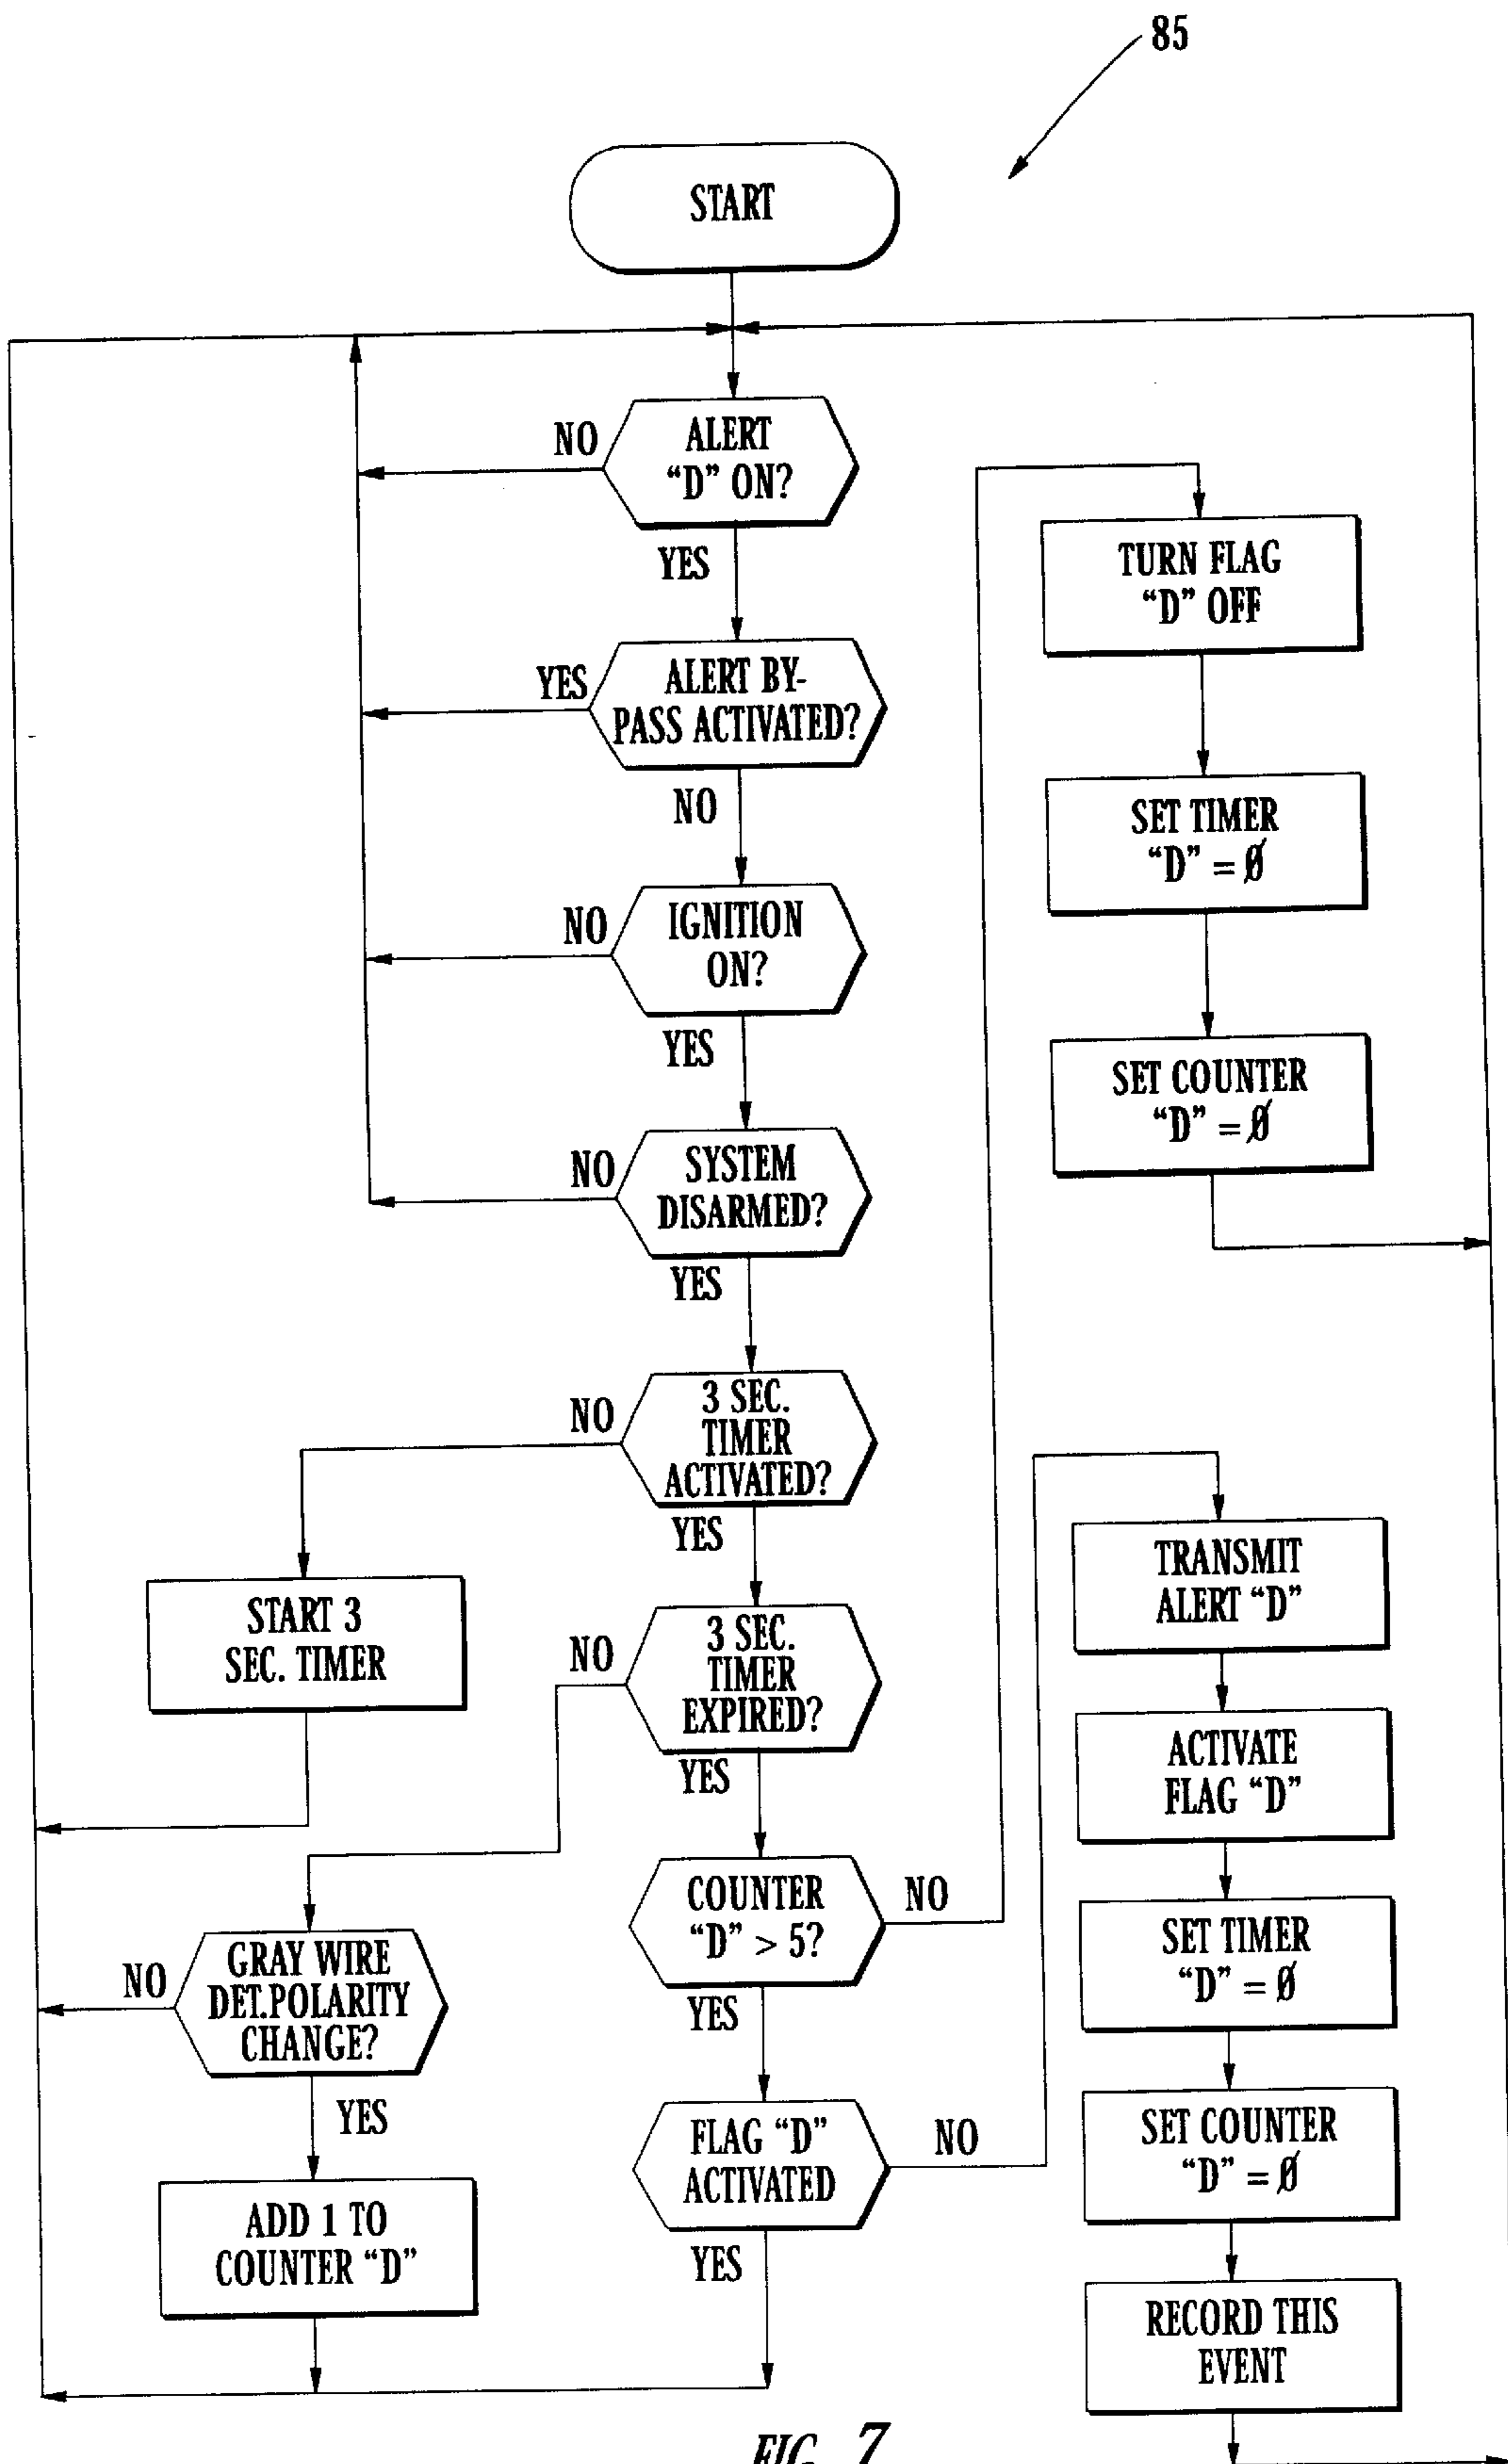 85
START
NO
ALERT
“D” ON?
YES
YES
ALERT BY-
PASS ACTIVATED?
NO
NO
IGNITION
ON?
YES
NO
SYSTEM
DISARMED?
YES
NO
3 SEC.
TIMER
ACTIVATED?
YES
START 3
SEC. TIMER
NO
3 SEC.
TIMER
EXPIRED?
YES
NO
GRAY WIRE
DET.POLARITY
CHANGE?
YES
ADD 1 TO
COUNTER “D”
COUNTER
“D” > 5?
NO
YES
FLAG “D”
ACTIVATED
NO
YES
TURN FLAG
“D” OFF
SET TIMER
“D” = Ø
SET COUNTER
“D” = Ø
TRANSMIT
ALERT “D”
ACTIVATE
FLAG “D”
SET TIMER
“D” = Ø
SET COUNTER
“D” = Ø
RECORD THIS
EVENT
FIG. 7